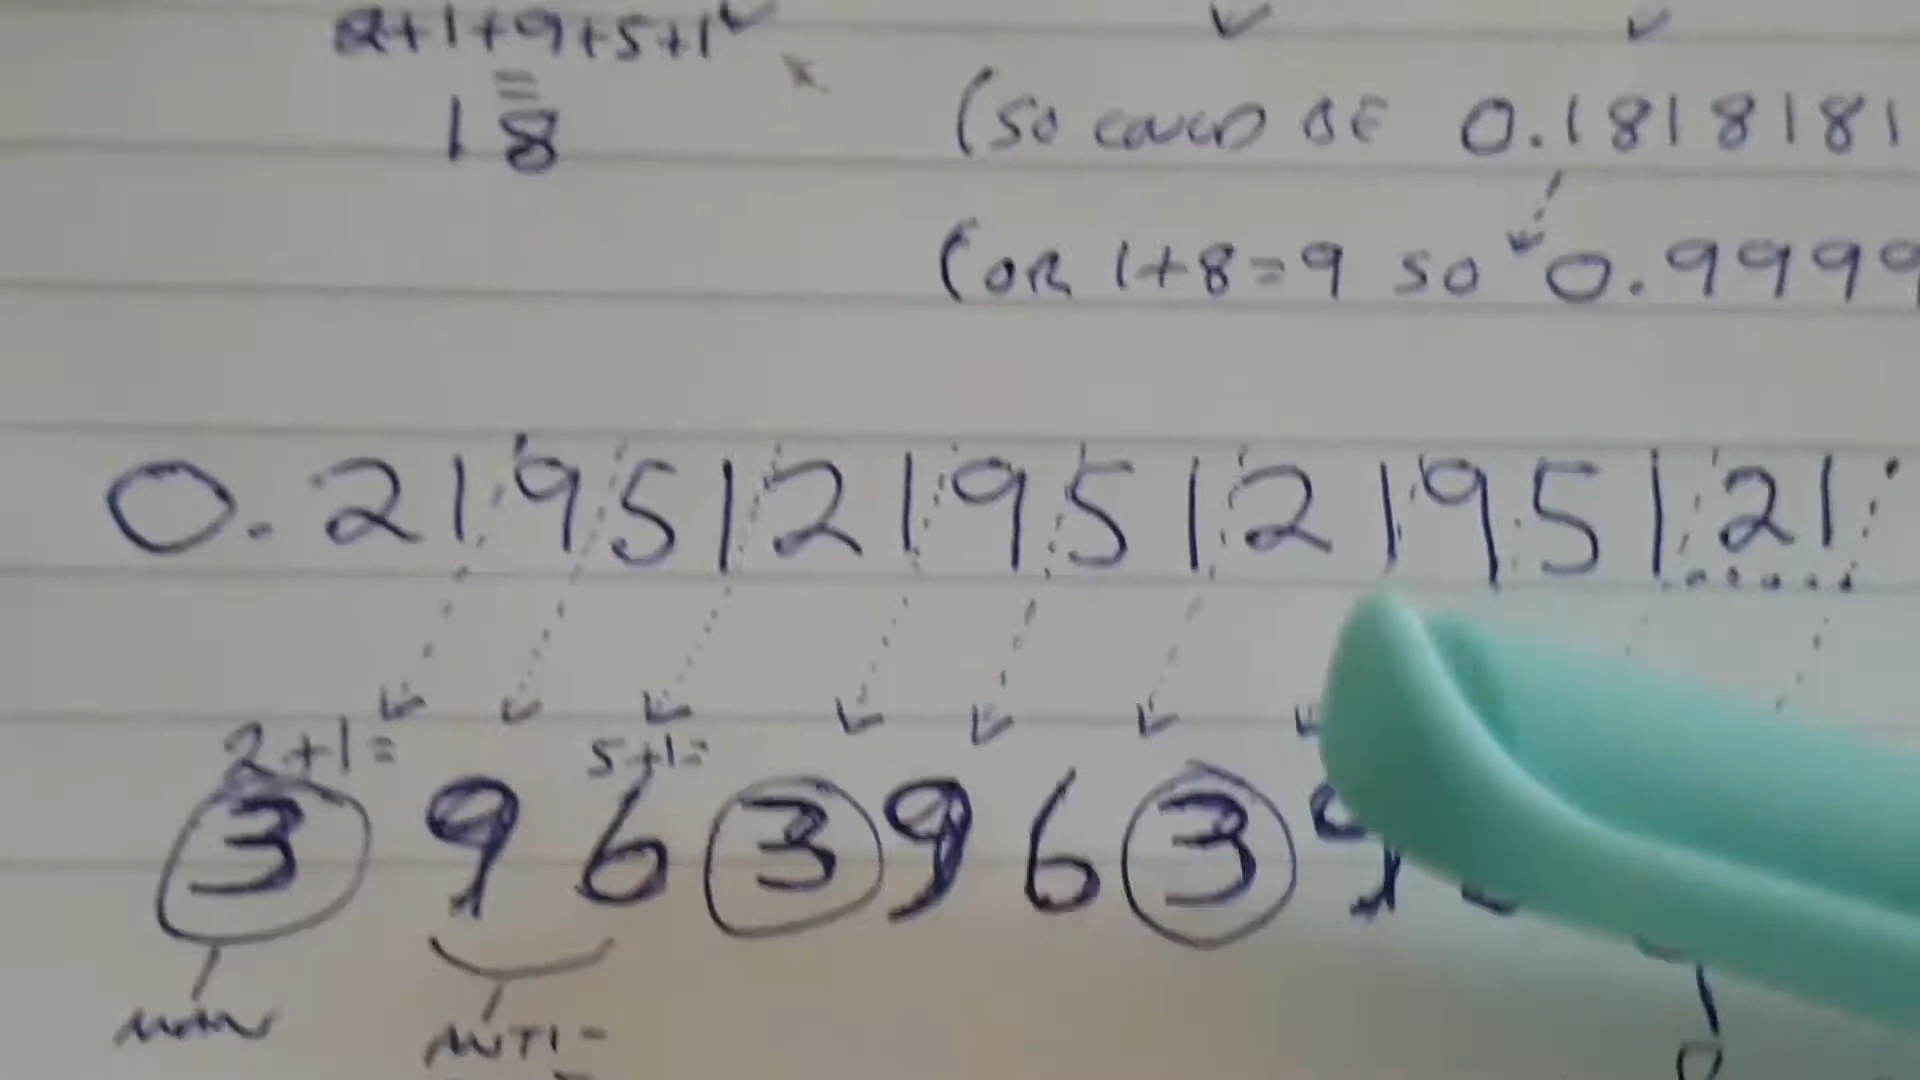 2+1+9+5+1
=
18
(SO COULD BE 0.1818181
(OR 1+8=9 SO 0.9999
0.21951219512195121
2+1= 5+1=
3 9 6 3 9 6 3 9
ANTI-